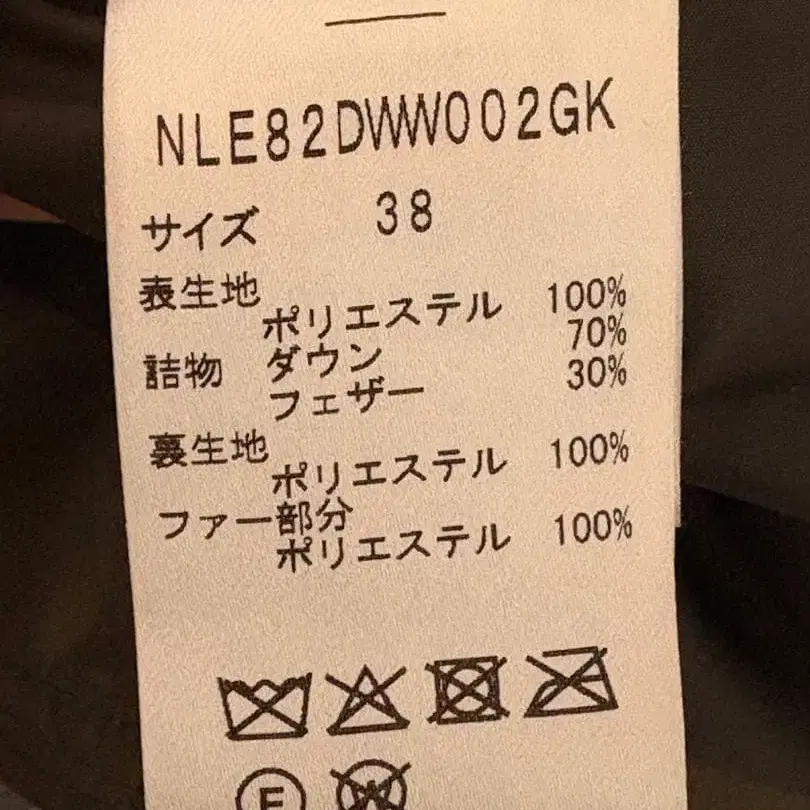 NLE82DWW002GK
サイズ 38
表生地
ポリエステル 100%
詰物 ダウン 70%
フェザー 30%
裏生地
ポリエステル 100%
ファー部分
ポリエステル 100%
F W